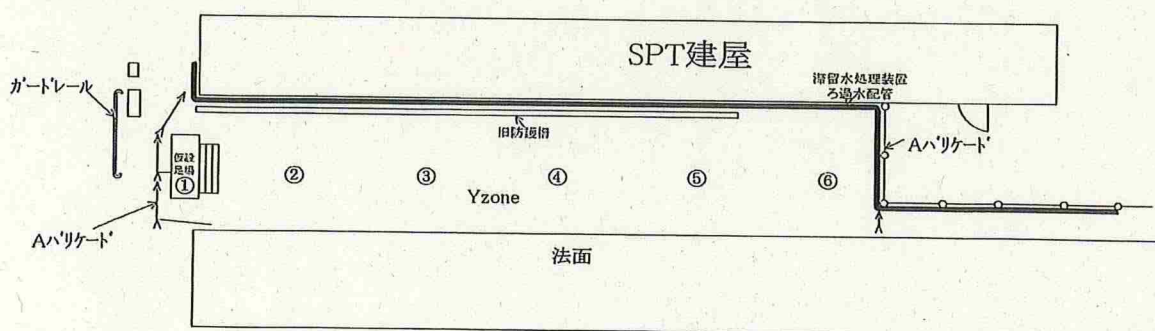 SPT建屋
ガードレール
滞留水処理装置
ろ過水配管
旧防護柵
Aバリケード
仮設
足場
①
②
③
④
⑤
⑥
Yzone
Aバリケード
法面